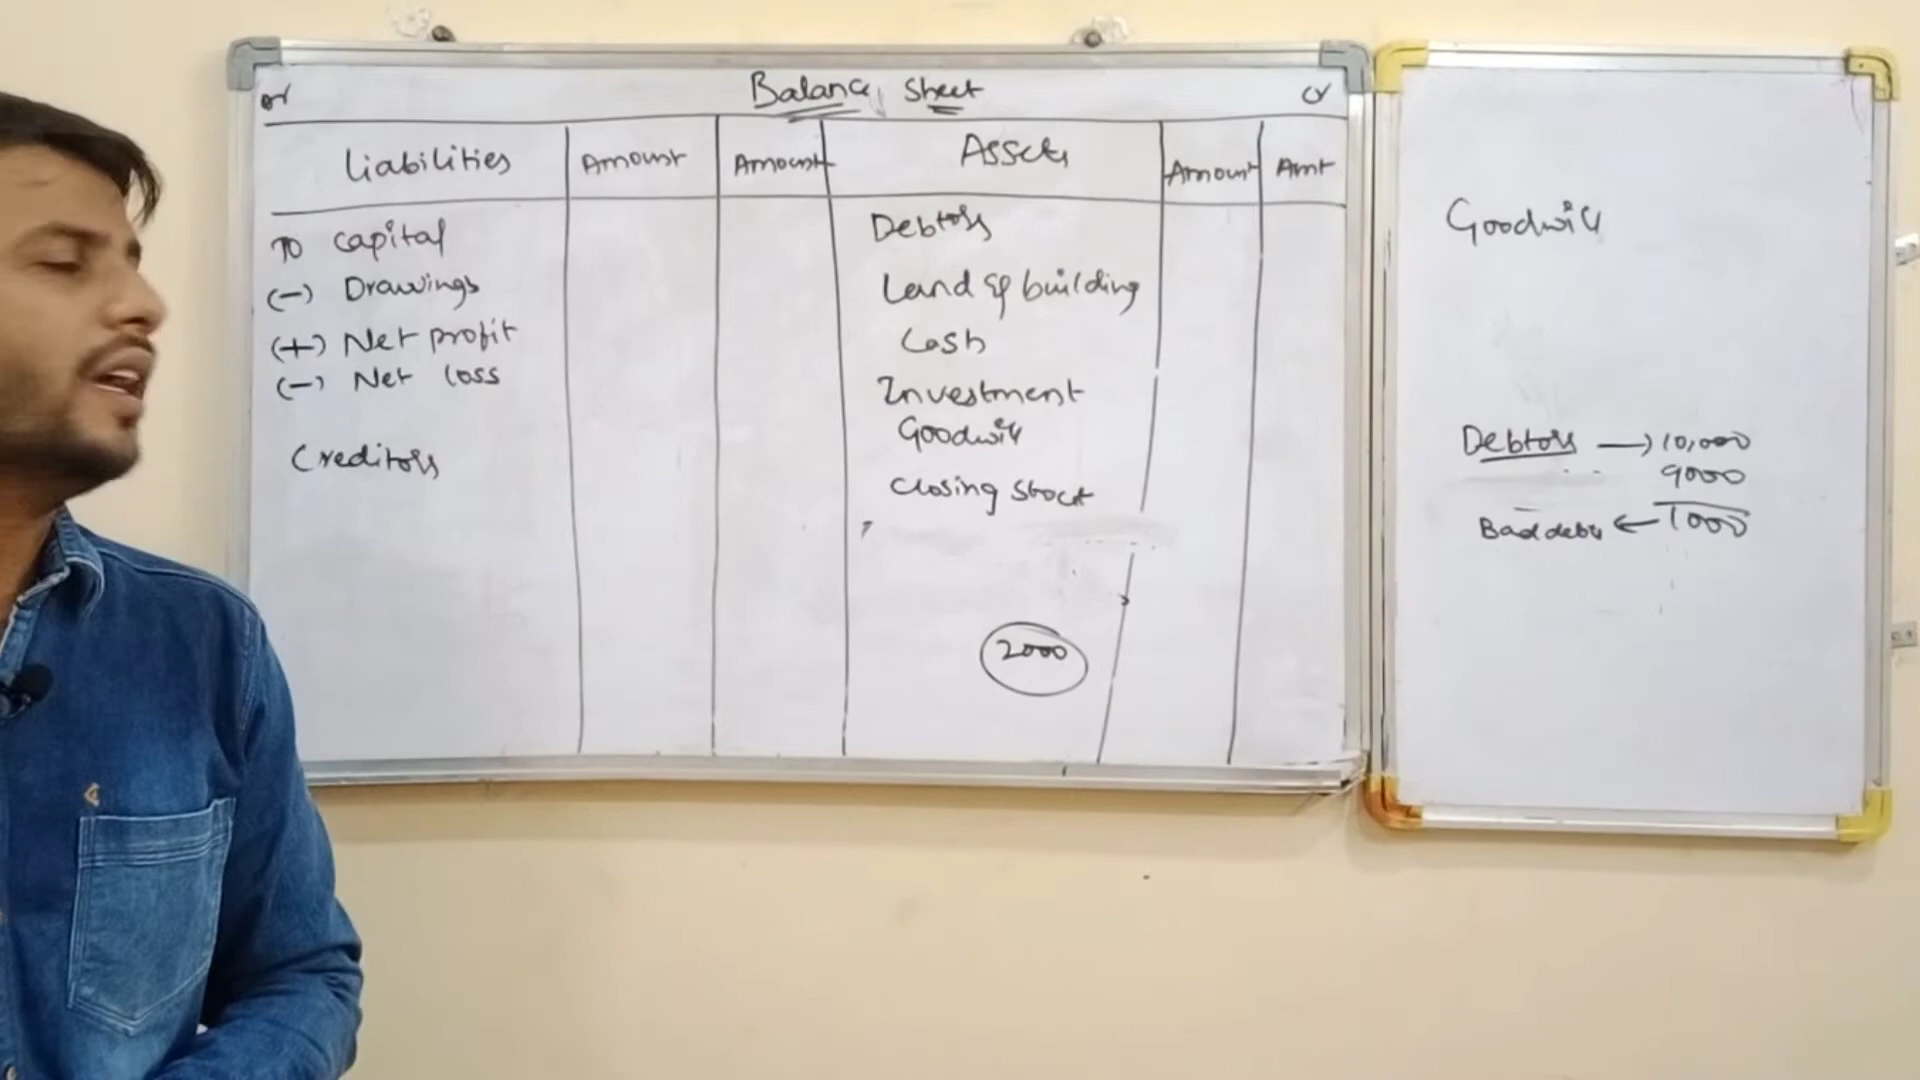 Balance Sheet
Dr Cr
Liabilities Amount Amount Assets Amount Amt
To Capital
(-) Drawings
(+) Net profit
(-) Net loss
Creditors
Debtors
Land & building
Cash
Investment
Goodwill
Closing Stock
2000
Goodwill
Debtors → 10,000
9000
Bad debts ← 1000